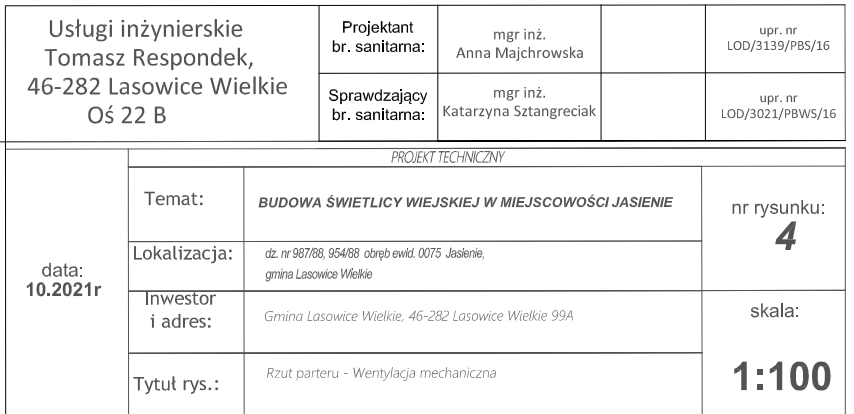 Usługi inżynierskie
Tomasz Respondek,
46-282 Lasowice Wielkie
Oś 22 B
Projektant
br. sanitarna:
mgr inż.
Anna Majchrowska
upr. nr
LOD/3139/PBS/16
Sprawdzający
br. sanitarna:
mgr inż.
Katarzyna Sztangreciak
upr. nr
LOD/3021/PBWS/16
PROJEKT TECHNICZNY
data:
10.2021r
Temat:
BUDOWA ŚWIETLICY WIEJSKIEJ W MIEJSCOWOŚCI JASIENIE
nr rysunku:
4
Lokalizacja:
dz. nr 987/88, 954/88 obręb ewid. 0075 Jasienie,
gmina Lasowice Wielkie
Inwestor
i adres:
Gmina Lasowice Wielkie, 46-282 Lasowice Wielkie 99A
skala:
1:100
Tytuł rys.:
Rzut parteru - Wentylacja mechaniczna